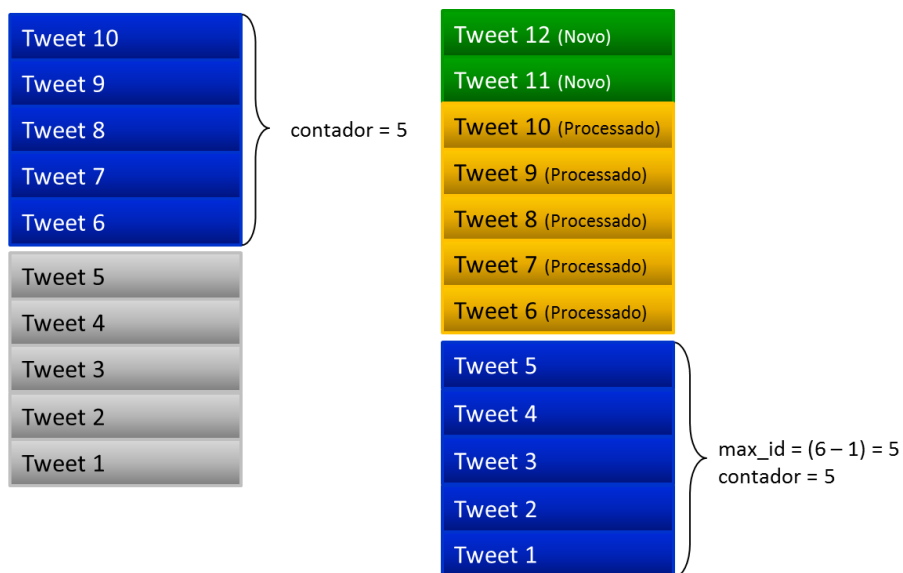 Tweet 10
Tweet 9
Tweet 8
Tweet 7
Tweet 6
contador = 5
Tweet 5
Tweet 4
Tweet 3
Tweet 2
Tweet 1
Tweet 12 (Novo)
Tweet 11 (Novo)
Tweet 10 (Processado)
Tweet 9 (Processado)
Tweet 8 (Processado)
Tweet 7 (Processado)
Tweet 6 (Processado)
Tweet 5
Tweet 4
Tweet 3
Tweet 2
Tweet 1
max_id = (6 – 1) = 5
contador = 5